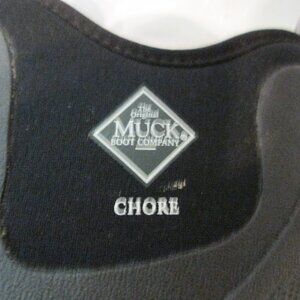 The
Original
MUCK®
BOOT COMPANY
CHORE